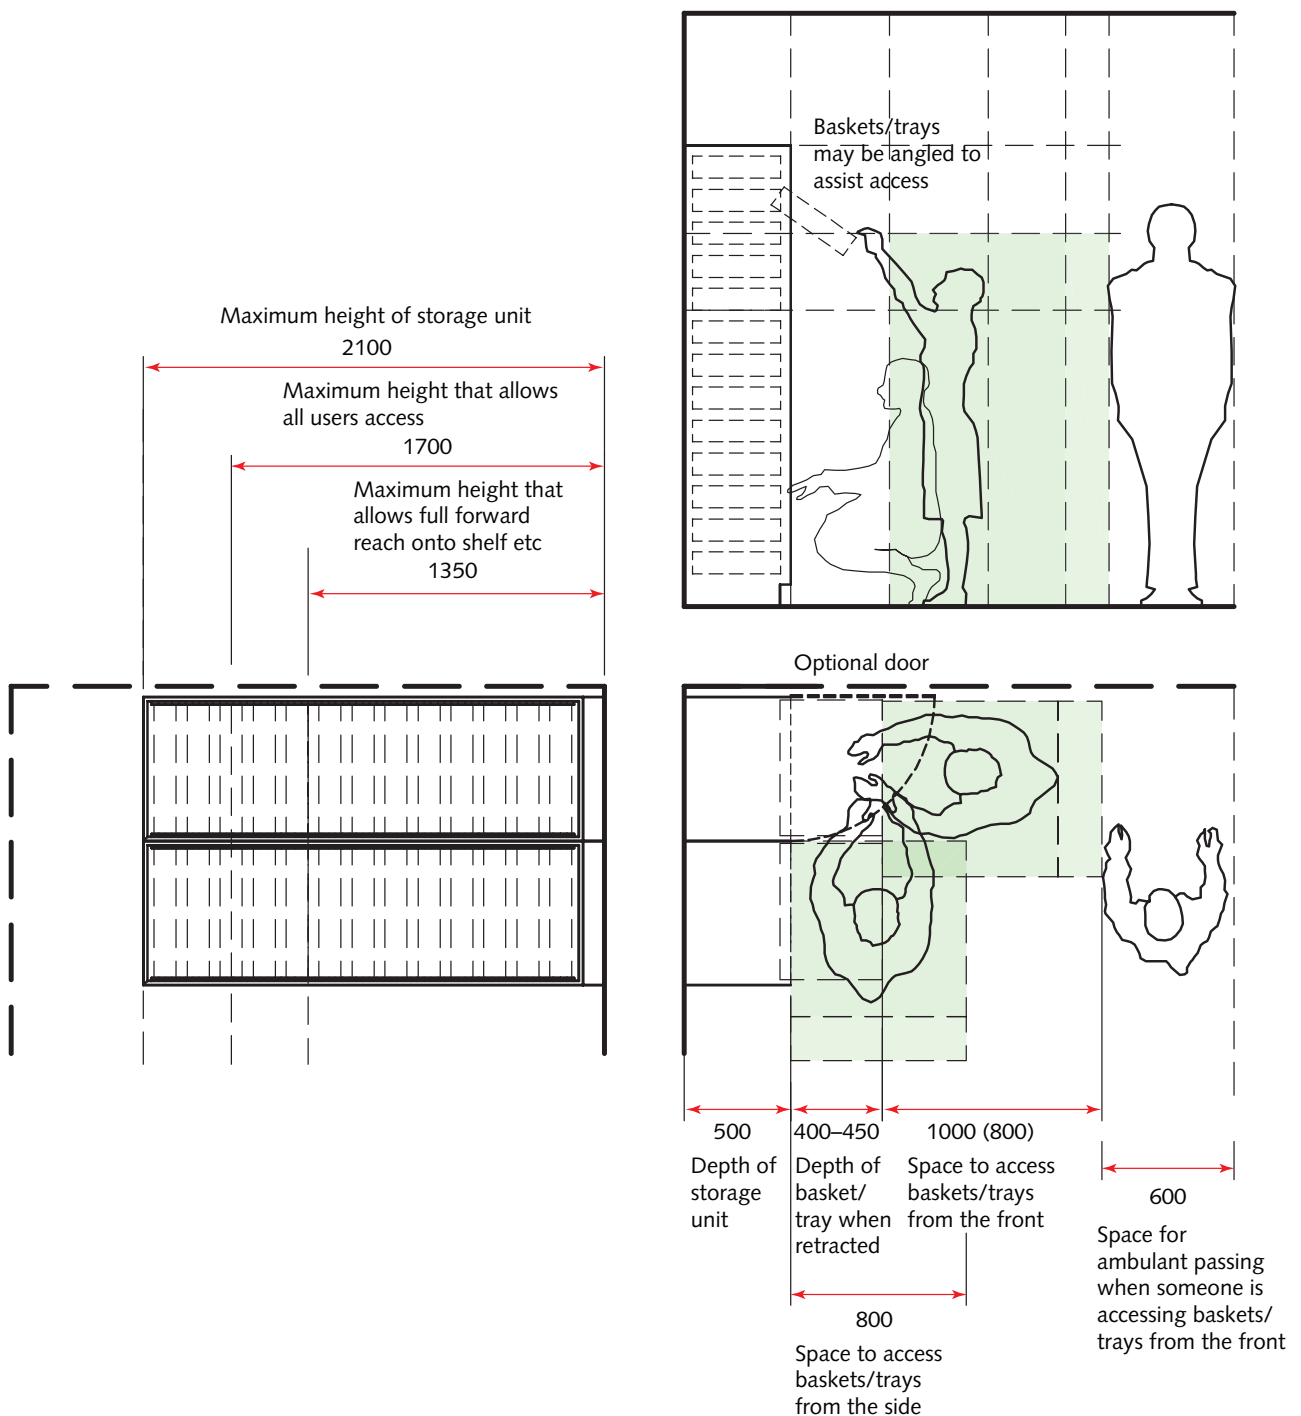 Baskets/trays
may be angled to
assist access
Maximum height of storage unit
2100
Maximum height that allows
all users access
1700
Maximum height that
allows full forward
reach onto shelf etc
1350
Optional door
500
Depth of
storage
unit
400–450
Depth of
basket/
tray when
retracted
1000 (800)
Space to access
baskets/trays
from the front
600
Space for
ambulant passing
when someone is
accessing baskets/
trays from the front
800
Space to access
baskets/trays
from the side